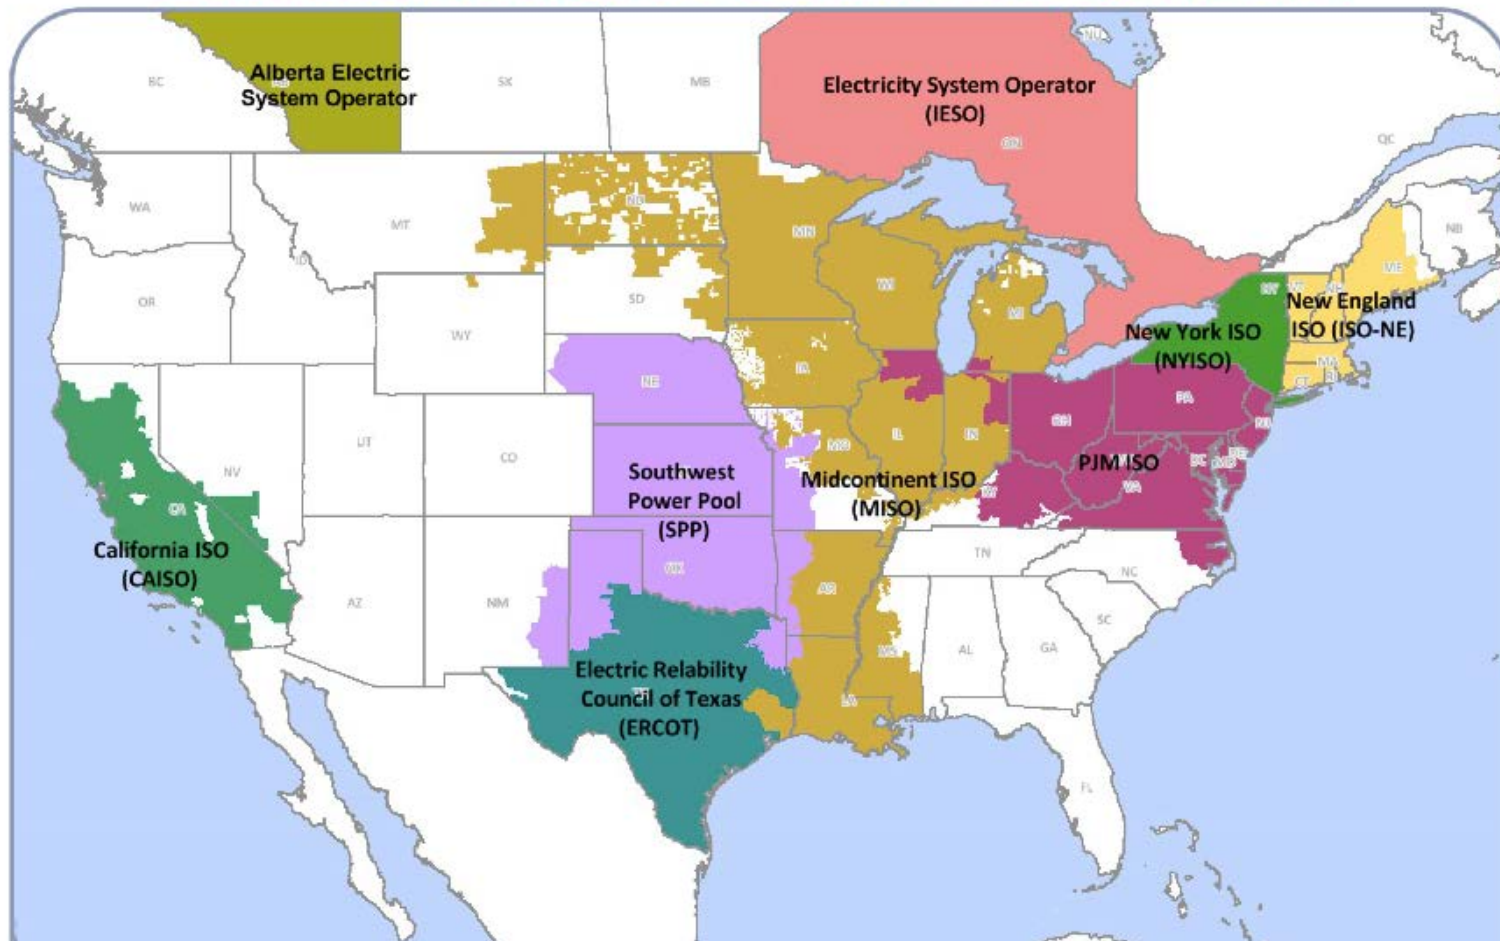 Alberta Electric
System Operator
Electricity System Operator
(IESO)
New England
ISO (ISO-NE)
New York ISO
(NYISO)
PJM ISO
Midcontinent ISO
(MISO)
Southwest
Power Pool
(SPP)
California ISO
(CAISO)
Electric Relability
Council of Texas
(ERCOT)
BC
SK
MB
NU
ON
QC
NB
WA
MT
ND
MN
ID
OR
SD
WI
MI
NY
VT
ME
WY
IA
NE
MA
RI
CT
PA
NJ
OH
NV
UT
CO
MO
IL
IN
DE
VA
KY
CA
AZ
NM
OK
AR
TN
NC
SC
MS
AL
GA
LA
FL